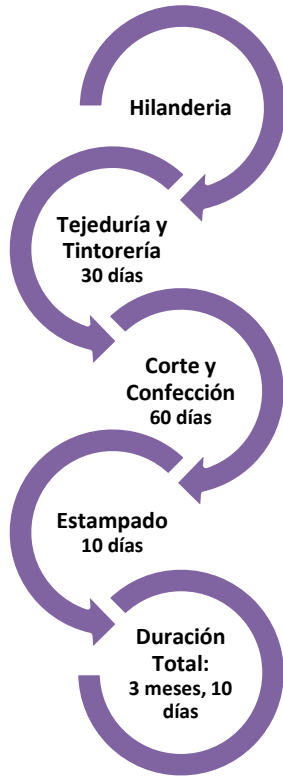 Hilanderia
Tejeduría y
Tintorería
30 días
Corte y
Confección
60 días
Estampado
10 días
Duración
Total:
3 meses, 10
días